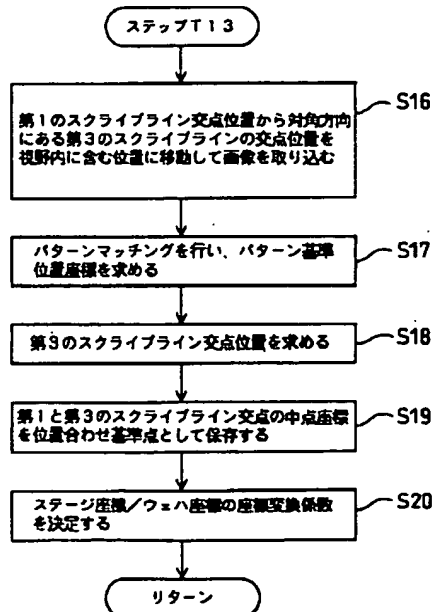 ステップT13
第1のスクライブライン交点位置から対角方向
にある第3のスクライブラインの交点位置を
視野内に含む位置に移動して画像を取り込む
S16
パターンマッチングを行い、パターン基準
位置座標を求める
S17
第3のスクライブライン交点位置を求める
S18
第1と第3のスクライブライン交点の中点座標
を位置合わせ基準点として保存する
S19
ステージ座標/ウェハ座標の座標変換係数
を決定する
S20
リターン